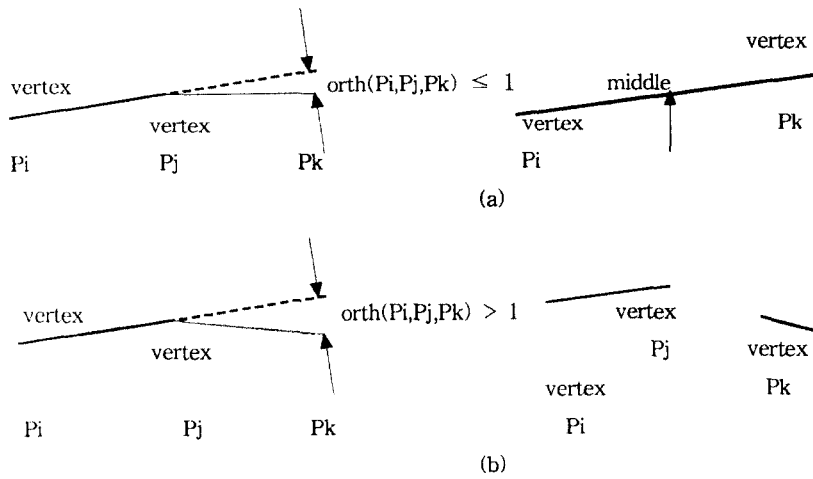 vertex
vertex
orth(Pi,Pj,Pk) ≤ 1
middle
vertex
vertex
Pi
Pj
Pk
Pi
Pk
(a)
vertex
orth(Pi,Pj,Pk) > 1
vertex
vertex
Pj
vertex
vertex
Pk
Pi
Pj
Pk
Pi
(b)